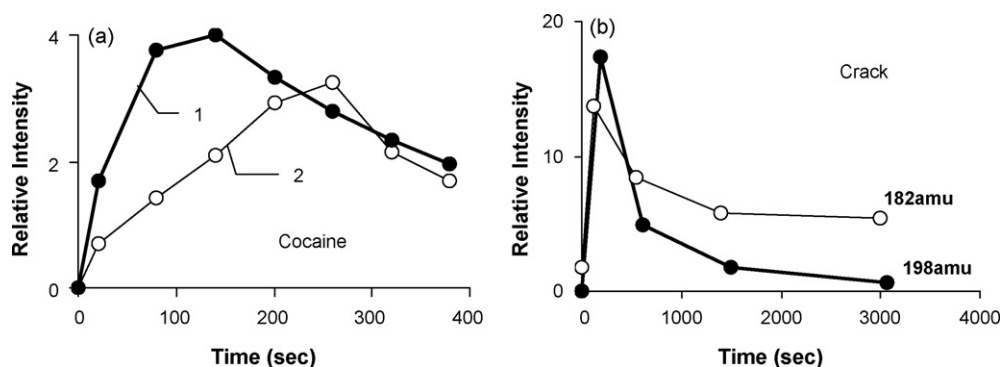 (a)
4
2
0
Relative Intensity
1
2
Cocaine
0 100 200 300 400
Time (sec)
(b)
20
10
0
Relative Intensity
Crack
182amu
198amu
0 1000 2000 3000 4000
Time (sec)